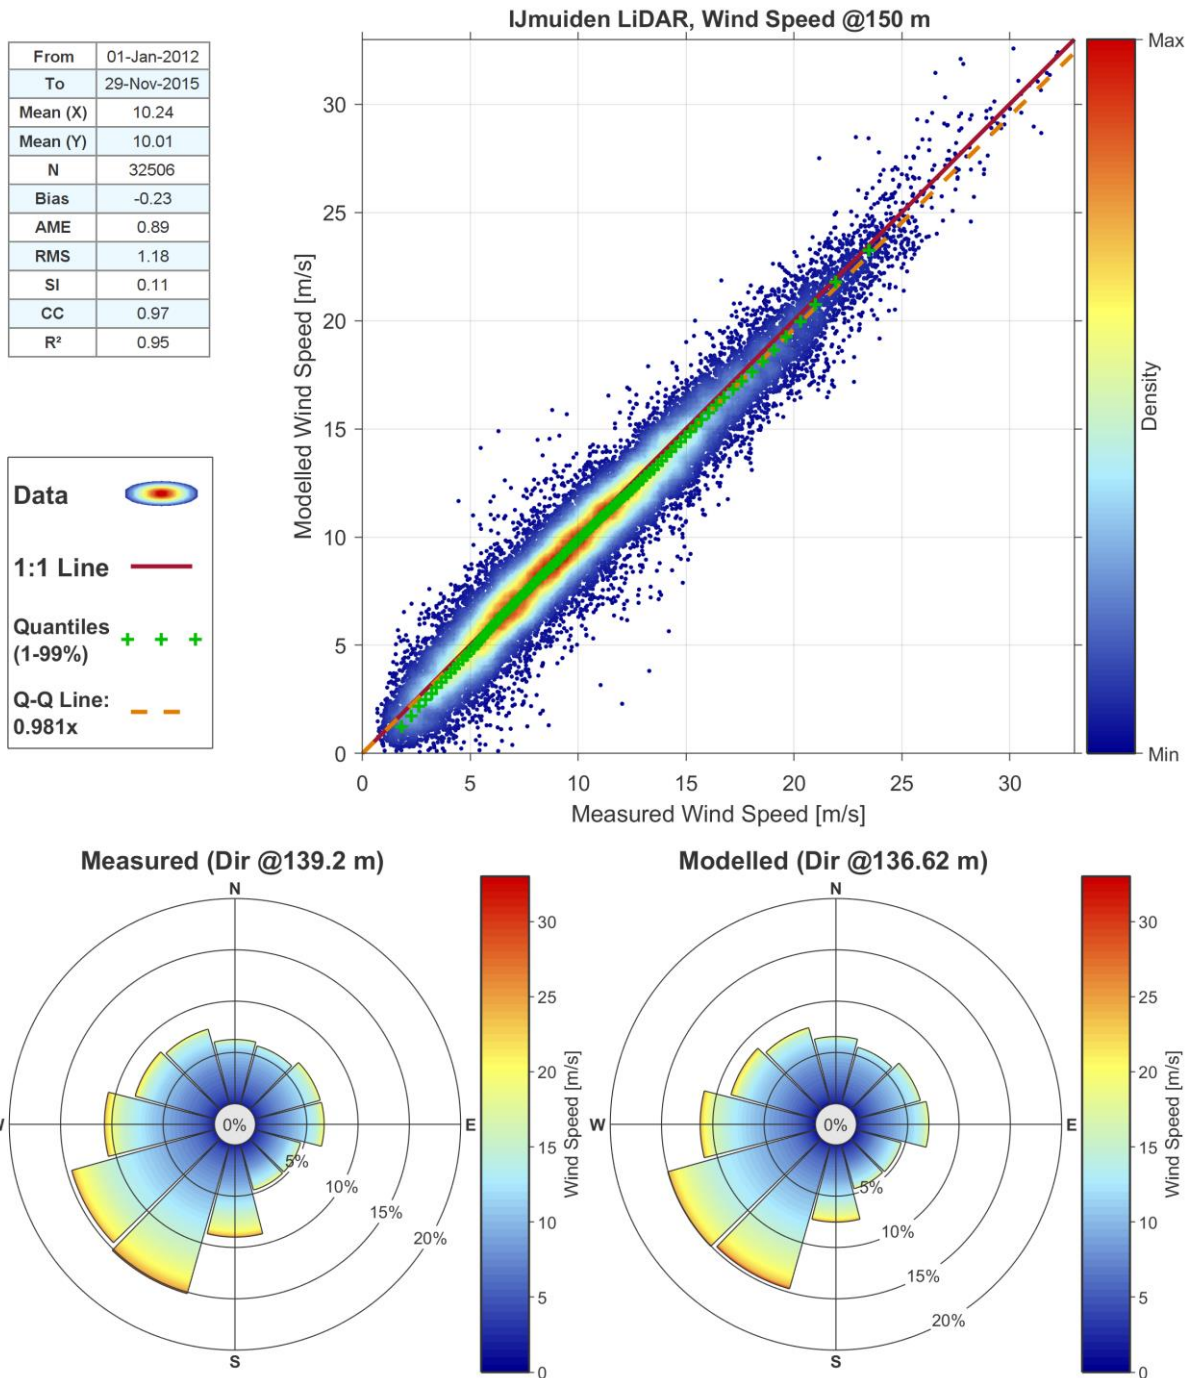 IJmuiden LiDAR, Wind Speed @150 m
From 01-Jan-2012
To 29-Nov-2015
Mean (X) 10.24
Mean (Y) 10.01
N 32506
Bias -0.23
AME 0.89
RMS 1.18
SI 0.11
CC 0.97
R² 0.95
Data
1:1 Line
Quantiles
(1-99%)
Q-Q Line:
0.981x
Modelled Wind Speed [m/s]
30
25
20
15
10
5
0
0 5 10 15 20 25 30
Measured Wind Speed [m/s]
Max
Density
Min
Measured (Dir @139.2 m)
N
E
S
0%
5%
10%
15%
20%
30
25
20
15
10
5
0
Wind Speed [m/s]
Modelled (Dir @136.62 m)
N
W
E
S
0%
5%
10%
15%
20%
30
25
20
15
10
5
0
Wind Speed [m/s]